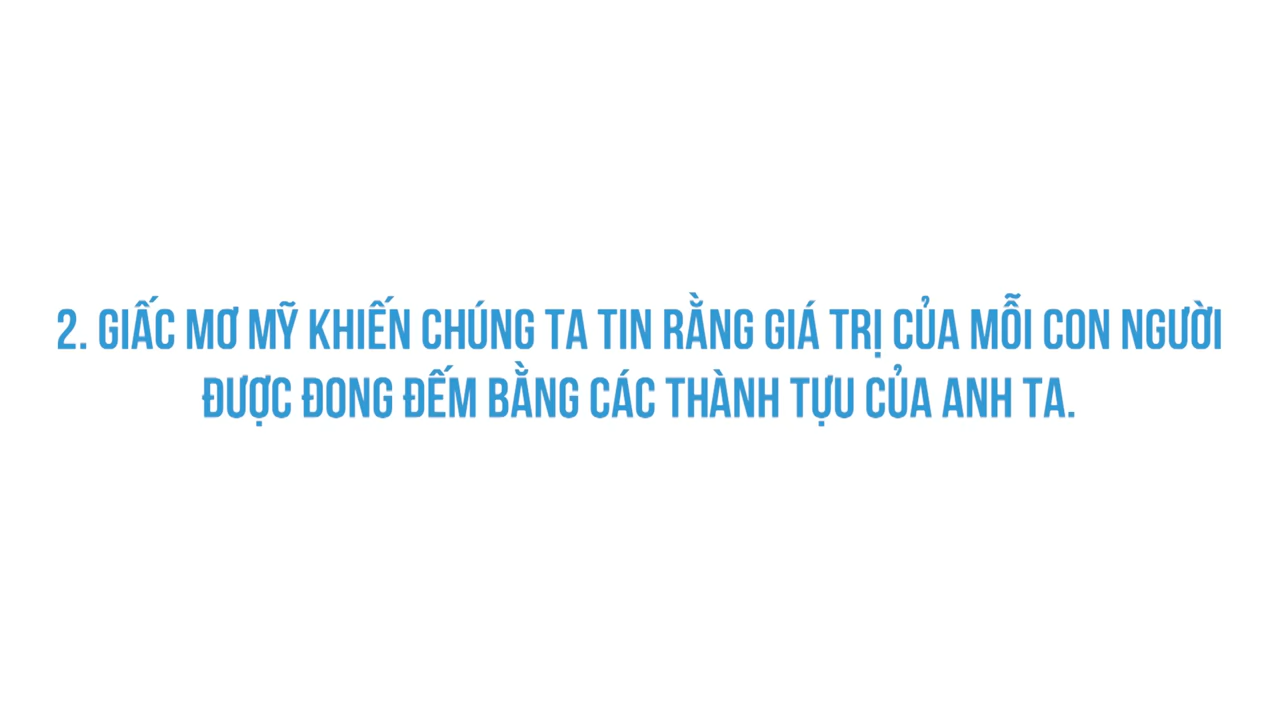 2. GIẤC MƠ MỸ KHIẾN CHÚNG TA TIN RẰNG GIÁ TRỊ CỦA MỖI CON NGƯỜI
ĐƯỢC ĐONG ĐẾM BẰNG CÁC THÀNH TỰU CỦA ANH TA.